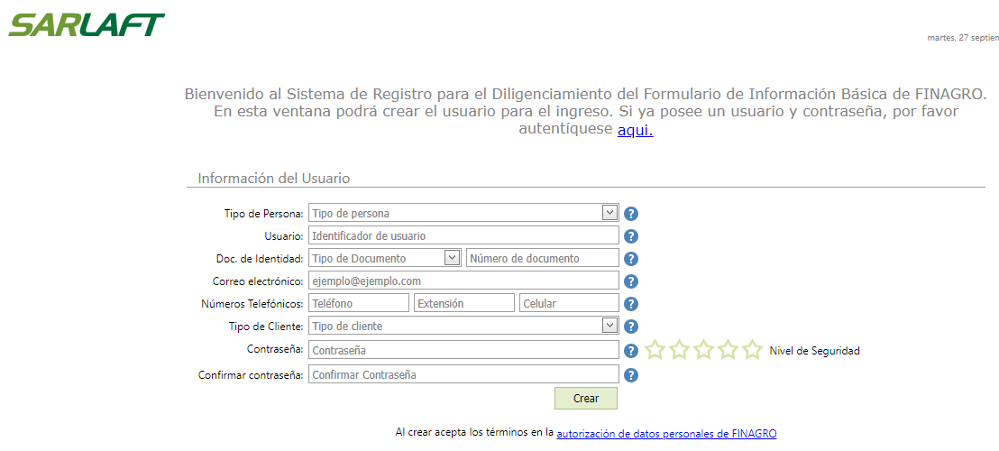 SARLAFT
martes, 27 septien
Bienvenido al Sistema de Registro para el Diligenciamiento del Formulario de Información Básica de FINAGRO.
En esta ventana podrá crear el usuario para el ingreso. Si ya posee un usuario y contraseña, por favor
autentíquese aqui.
Información del Usuario
Tipo de Persona: Tipo de persona ?
Usuario: Identificador de usuario ?
Doc. de Identidad: Tipo de Documento Número de documento ?
Correo electrónico: ejemplo@ejemplo.com ?
Números Telefónicos: Teléfono Extensión Celular ?
Tipo de Cliente: Tipo de cliente ?
Contraseña: Contraseña ? Nivel de Seguridad
Confirmar contraseña: Confirmar Contraseña ?
Crear
Al crear acepta los términos en la autorización de datos personales de FINAGRO